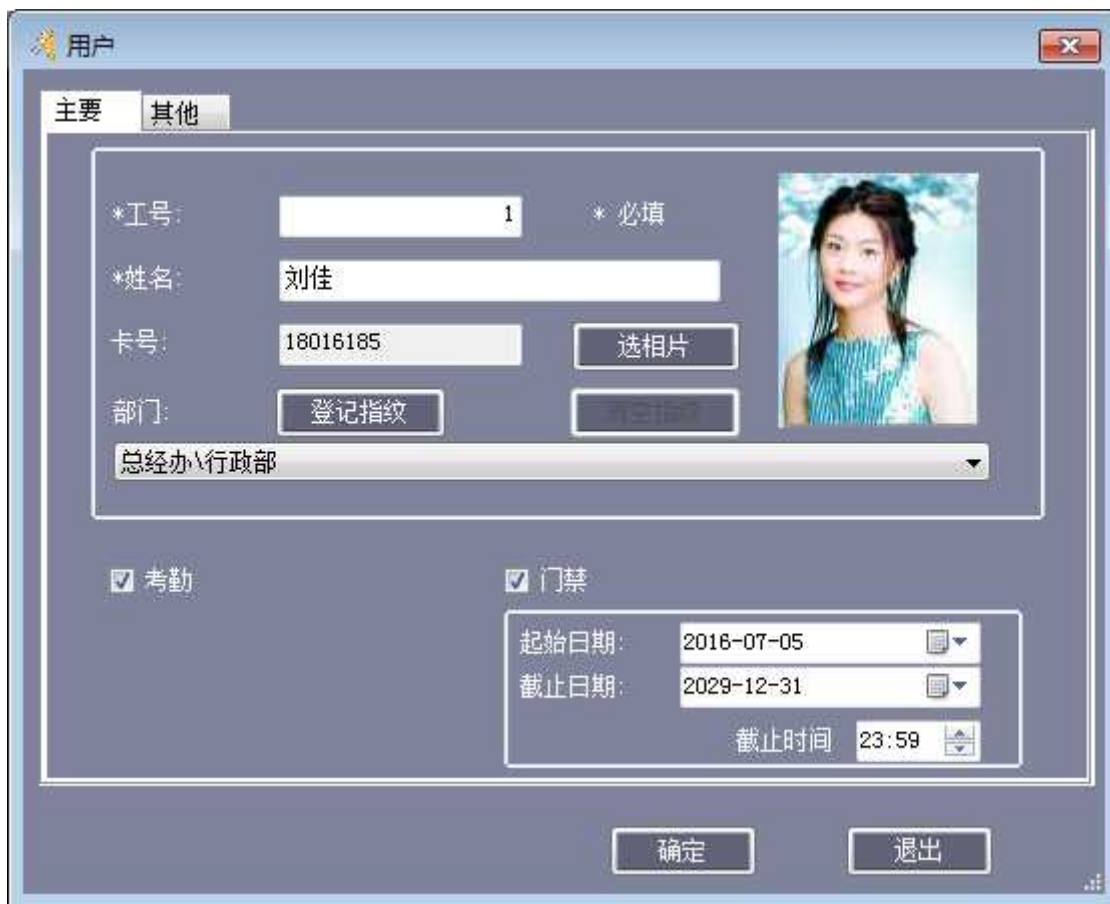 用户
主要 其他
*工号: 1 * 必填
*姓名: 刘佳
卡号: 18016185 选相片
部门: 登记指纹
总经办\行政部
考勤 门禁
起始日期: 2016-07-05
截止日期: 2029-12-31
截止时间 23:59
确定 退出